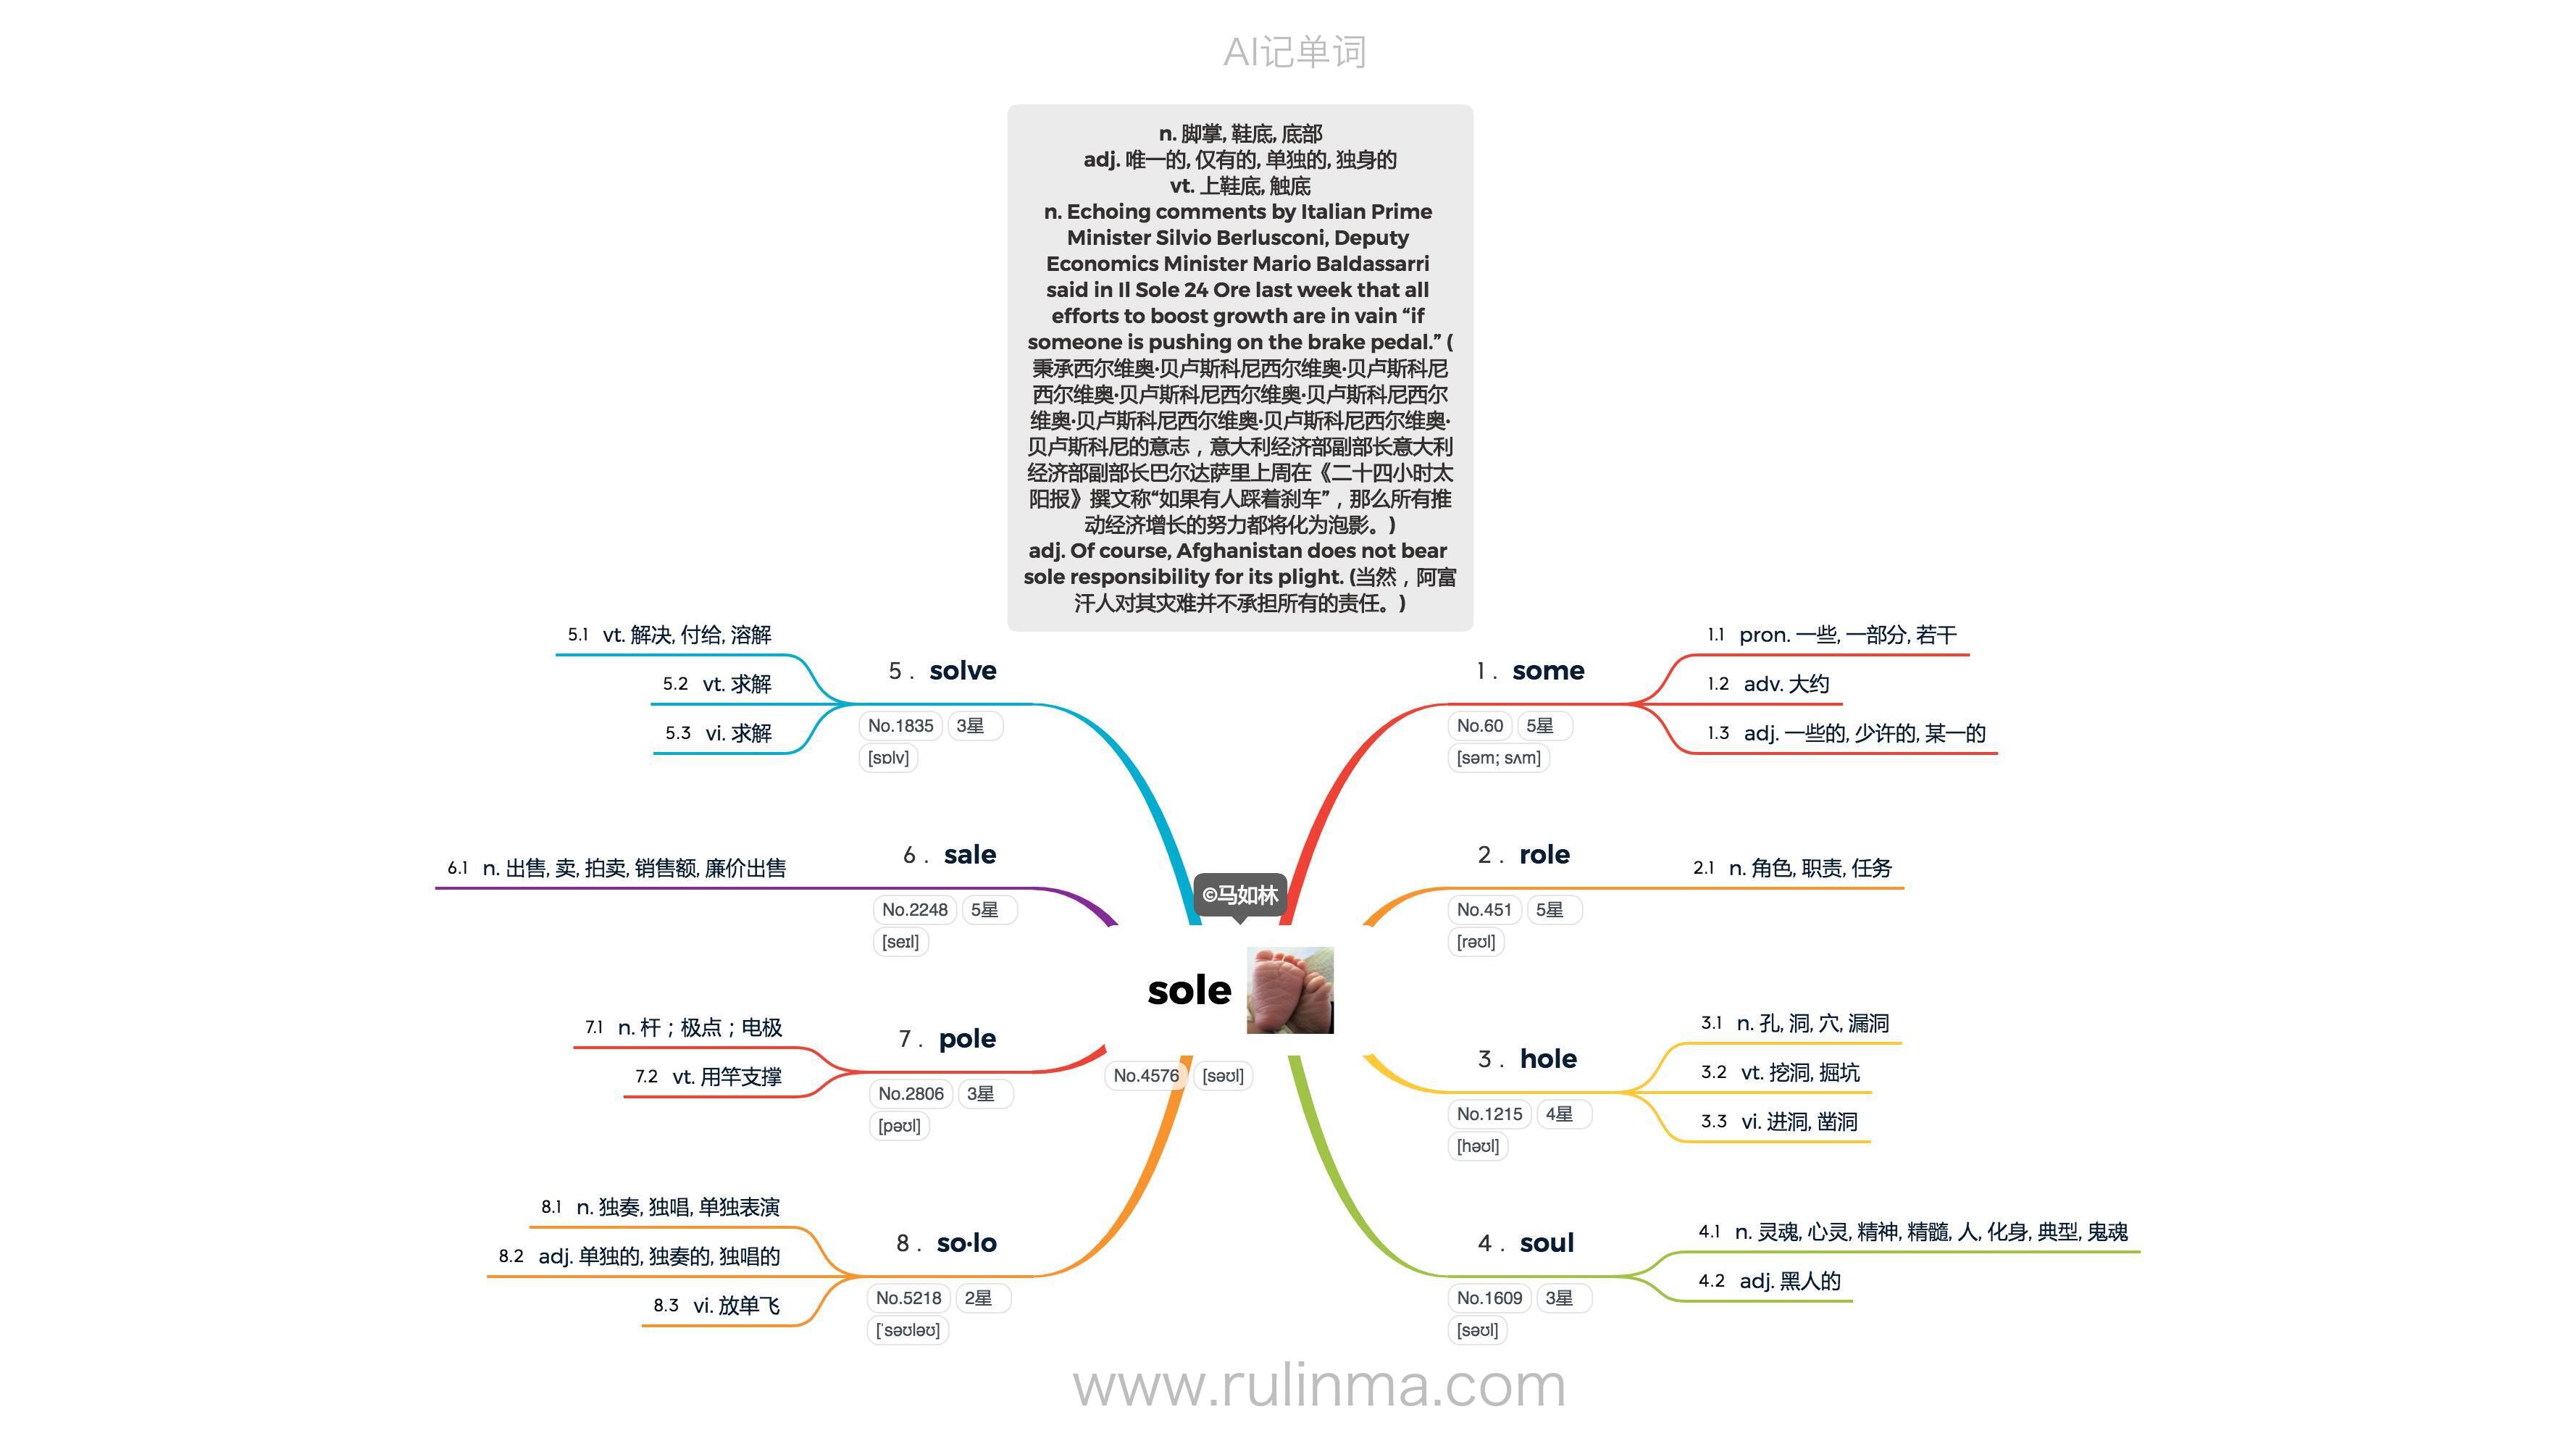 AI记单词
n. 脚掌, 鞋底, 底部
adj. 唯一的, 仅有的, 单独的, 独身的
vt. 上鞋底, 触底
n. Echoing comments by Italian Prime
Minister Silvio Berlusconi, Deputy
Economics Minister Mario Baldassarri
said in Il Sole 24 Ore last week that all
efforts to boost growth are in vain “if
someone is pushing on the brake pedal.” (
秉承西尔维奥·贝卢斯科尼西尔维奥·贝卢斯科尼
西尔维奥·贝卢斯科尼西尔维奥·贝卢斯科尼西尔
维奥·贝卢斯科尼西尔维奥·贝卢斯科尼西尔维奥·
贝卢斯科尼的意志，意大利经济部副部长意大利
经济部副部长巴尔达萨里上周在《二十四小时太
阳报》撰文称“如果有人踩着刹车”，那么所有推
动经济增长的努力都将化为泡影。)
adj. Of course, Afghanistan does not bear
sole responsibility for its plight. (当然，阿富
汗人对其灾难并不承担所有的责任。)
©马如林
sole
No.4576 [səʊl]
1. some
No.60 5星
[səm; sʌm]
1.1 pron. 一些, 一部分, 若干
1.2 adv. 大约
1.3 adj. 一些的, 少许的, 某一的
2. role
No.451 5星
[rəʊl]
2.1 n. 角色, 职责, 任务
3. hole
No.1215 4星
[həʊl]
3.1 n. 孔, 洞, 穴, 漏洞
3.2 vt. 挖洞, 掘坑
3.3 vi. 进洞, 凿洞
4. soul
No.1609 3星
[səʊl]
4.1 n. 灵魂, 心灵, 精神, 精髓, 人, 化身, 典型, 鬼魂
4.2 adj. 黑人的
5. solve
No.1835 3星
[sɒlv]
5.1 vt. 解决, 付给, 溶解
5.2 vt. 求解
5.3 vi. 求解
6. sale
No.2248 5星
[seɪl]
6.1 n. 出售, 卖, 拍卖, 销售额, 廉价出售
7. pole
No.2806 3星
[pəʊl]
7.1 n. 杆；极点；电极
7.2 vt. 用竿支撑
8. so·lo
No.5218 2星
[ˈsəʊləʊ]
8.1 n. 独奏, 独唱, 单独表演
8.2 adj. 单独的, 独奏的, 独唱的
8.3 vi. 放单飞
www.rulinma.com